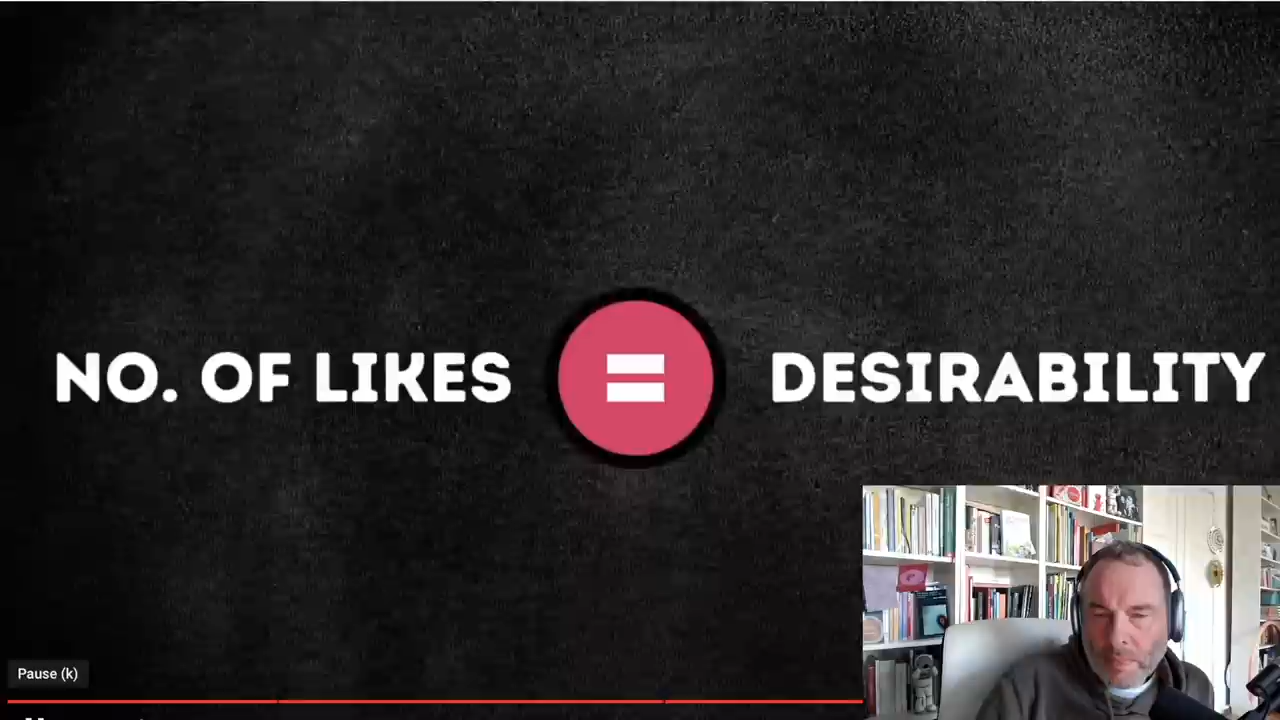 NO. OF LIKES = DESIRABILITY
Pause (k)